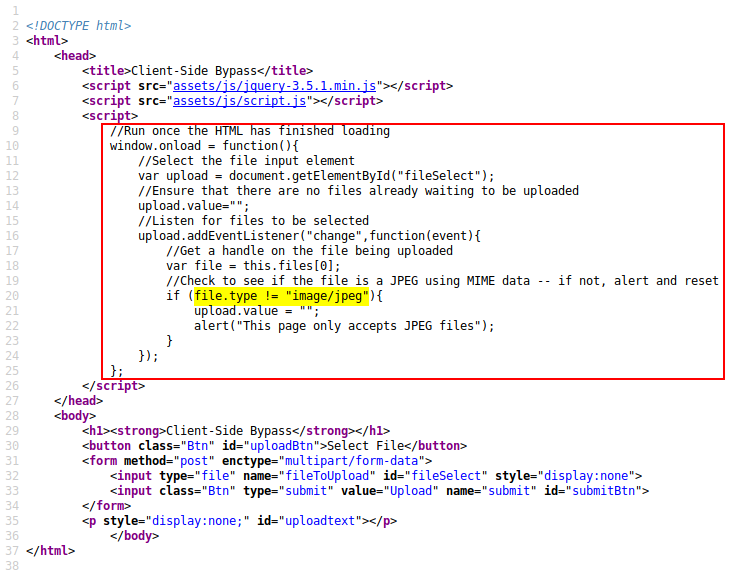 1
2 <!DOCTYPE html>
3 <html>
4     <head>
5         <title>Client-Side Bypass</title>
6         <script src="assets/js/jquery-3.5.1.min.js"></script>
7         <script src="assets/js/script.js"></script>
8         <script>
9             //Run once the HTML has finished loading
10             window.onload = function(){
11                 //Select the file input element
12                 var upload = document.getElementById("fileSelect");
13                 //Ensure that there are no files already waiting to be uploaded
14                 upload.value="";
15                 //Listen for files to be selected
16                 upload.addEventListener("change",function(event){
17                     //Get a handle on the file being uploaded
18                     var file = this.files[0];
19                     //Check to see if the file is a JPEG using MIME data -- if not, alert and reset
20                     if (file.type != "image/jpeg"){
21                         upload.value = "";
22                         alert("This page only accepts JPEG files");
23                     }
24                 });
25             };
26         </script>
27     </head>
28     <body>
29         <h1><strong>Client-Side Bypass</strong></h1>
30         <button class="Btn" id="uploadBtn">Select File</button>
31         <form method="post" enctype="multipart/form-data">
32             <input type="file" name="fileToUpload" id="fileSelect" style="display:none">
33             <input class="Btn" type="submit" value="Upload" name="submit" id="submitBtn">
34         </form>
35         <p style="display:none;" id="uploadtext"></p>
36             </body>
37 </html>
38